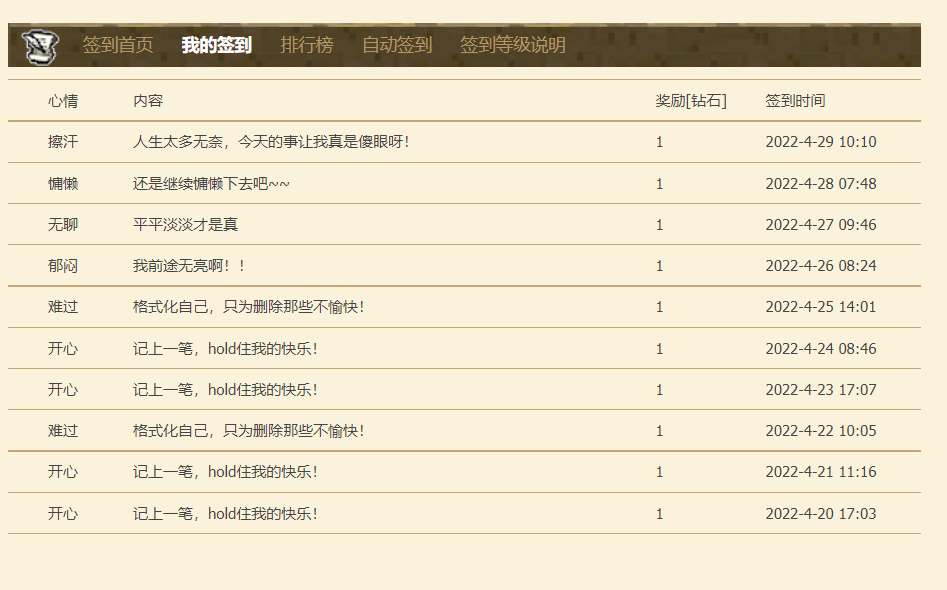 签到首页 我的签到 排行榜 自动签到 签到等级说明
心情 内容 奖励[钻石] 签到时间
擦汗 人生太多无奈，今天的事让我真是傻眼呀！ 1 2022-4-29 10:10
慵懒 还是继续慵懒下去吧~~ 1 2022-4-28 07:48
无聊 平平淡淡才是真 1 2022-4-27 09:46
郁闷 我前途无亮啊！！ 1 2022-4-26 08:24
难过 格式化自己，只为删除那些不愉快！ 1 2022-4-25 14:01
开心 记上一笔，hold住我的快乐！ 1 2022-4-24 08:46
开心 记上一笔，hold住我的快乐！ 1 2022-4-23 17:07
难过 格式化自己，只为删除那些不愉快！ 1 2022-4-22 10:05
开心 记上一笔，hold住我的快乐！ 1 2022-4-21 11:16
开心 记上一笔，hold住我的快乐！ 1 2022-4-20 17:03